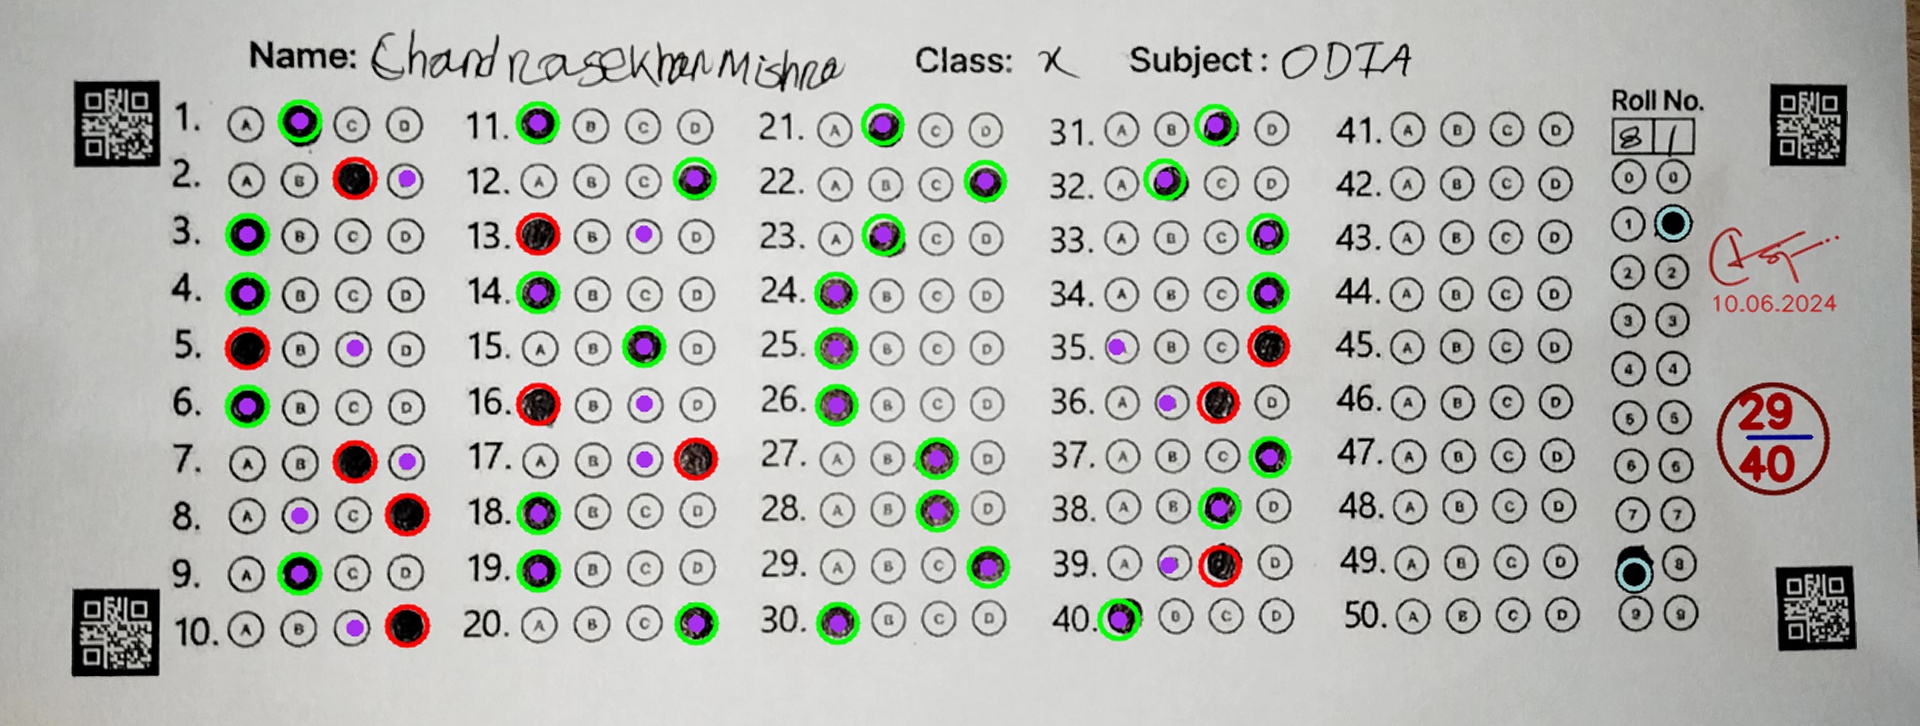 Name: Chandrasekhar Mishra Class: X Subject: ODIA
Roll No.
8 1
1. A C D 11. B C D 21. A C D 31. A B D 41. A B C D
2. A B 12. A B C 22. A B C 32. A C D 42. A B C D
3. B C D 13. B D 23. A C D 33. A B C 43. A B C D
4. B C D 14. B C D 24. B C D 34. A B C 44. A B C D
5. B D 15. A B D 25. B C D 35. B C 45. A B C D
6. B C D 16. B D 26. B C D 36. A D 46. A B C D
7. A B 17. A B 27. A B D 37. A B C 47. A B C D
8. A C 18. B C D 28. A B D 38. A B D 48. A B C D
9. A C D 19. B C D 29. A B C 39. A D 49. A B C D
10. A B 20. A B C 30. B C D 40. B C D 50. A B C D
0 0
1
2 2
3 3
4 4
5 5
6 6
7 7
8
9 9
10.06.2024
29
40